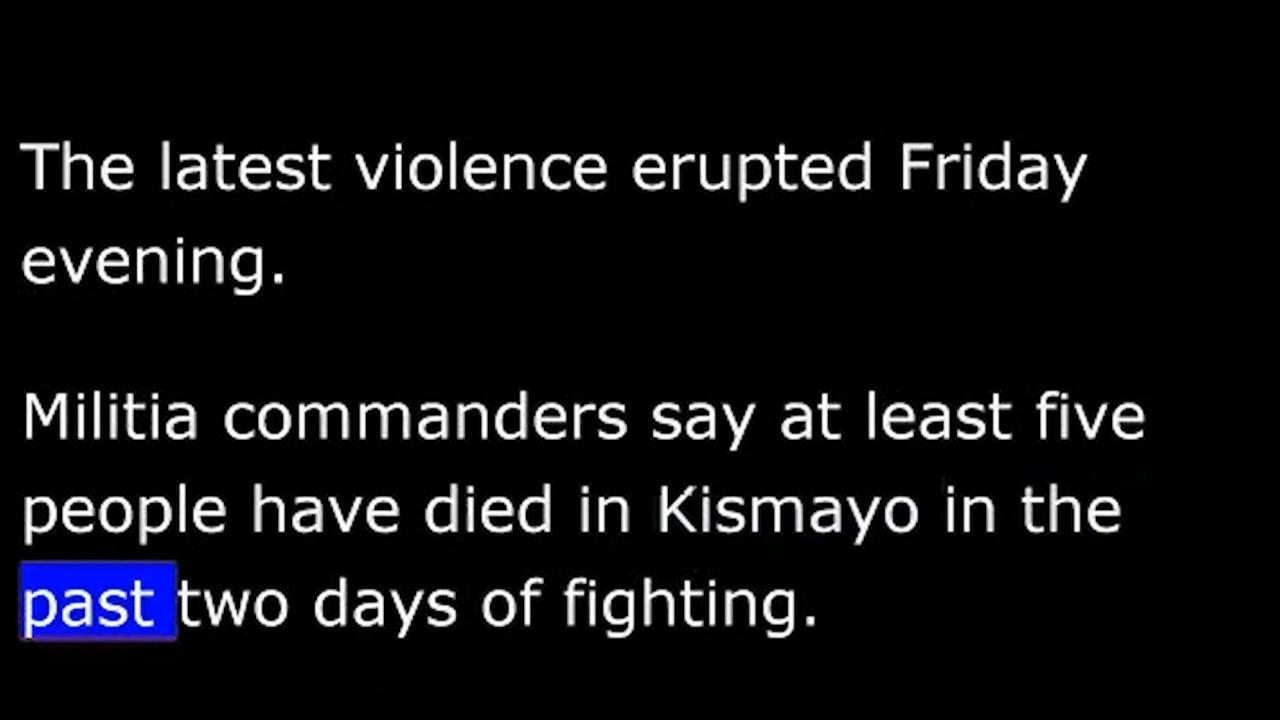 The latest violence erupted Friday
evening.
Militia commanders say at least five
people have died in Kismayo in the
past two days of fighting.